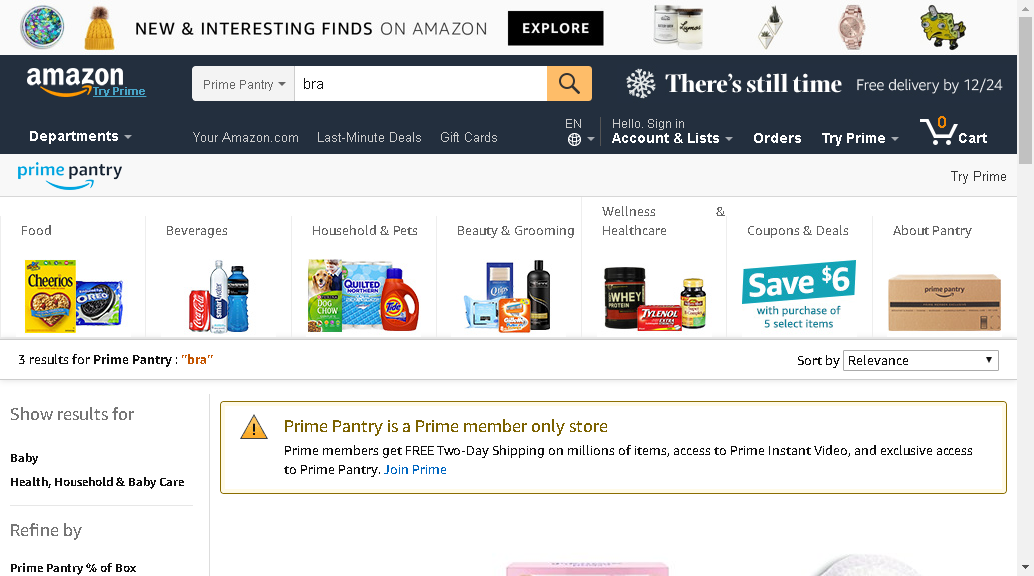 NEW & INTERESTING FINDS ON AMAZON
EXPLORE
amazon
Try Prime
Prime Pantry
bra
There's still time
Free delivery by 12/24
Departments
Your Amazon.com
Last-Minute Deals
Gift Cards
EN
Hello. Sign in
Account & Lists
Orders
Try Prime
0
Cart
prime pantry
Try Prime
Food
Beverages
Household & Pets
Beauty & Grooming
Wellness &
Healthcare
Coupons & Deals
About Pantry
Cheerios
OREO
Coca-Cola
smartwater
PURINA
DOG
CHOW
QUILTED
NORTHERN
Tide
Q-tips
WHEY
PROTEIN
TYLENOL
Save $6
with purchase of
5 select items
prime pantry
3 results for Prime Pantry : "bra"
Sort by
Relevance
Show results for
Baby
Health, Household & Baby Care
Refine by
Prime Pantry % of Box
Prime Pantry is a Prime member only store
Prime members get FREE Two-Day Shipping on millions of items, access to Prime Instant Video, and exclusive access
to Prime Pantry. Join Prime